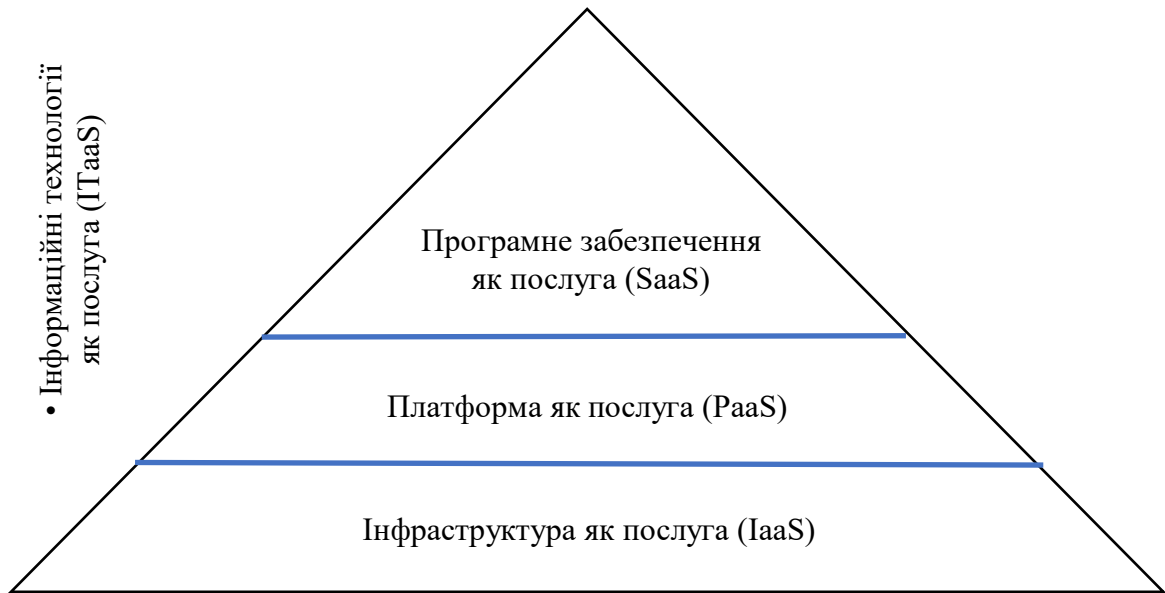 • Інформаційні технології
як послуга (ITaaS)
Програмне забезпечення
як послуга (SaaS)
Платформа як послуга (PaaS)
Інфраструктура як послуга (IaaS)